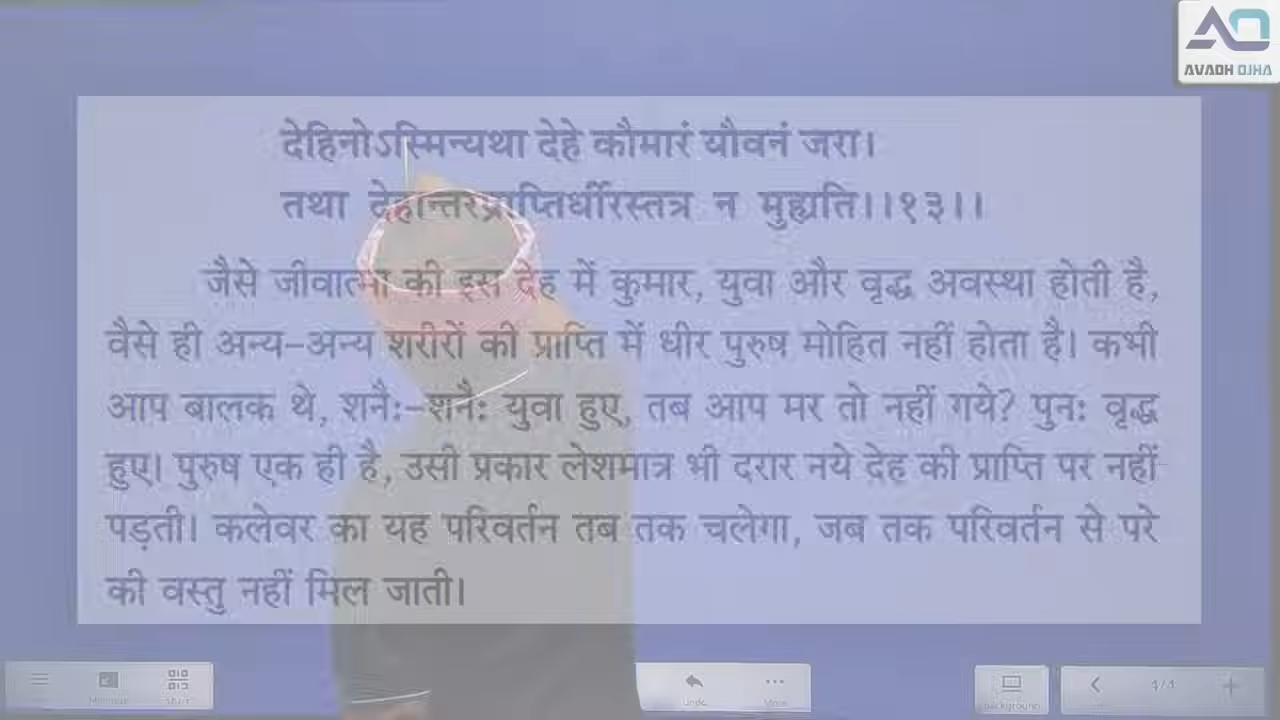 AVADH OJHA
देहिनोऽस्मिन्यथा देहे कौमारं यौवनं जरा।
तथा देहान्तरप्राप्तिर्धीरस्तत्र न मुह्यति।।१३।।
जैसे जीवात्मा की इस देह में कुमार, युवा और वृद्ध अवस्था होती है,
वैसे ही अन्य-अन्य शरीरों की प्राप्ति में धीर पुरुष मोहित नहीं होता है। कभी
आप बालक थे, शनै:-शनै: युवा हुए, तब आप मर तो नहीं गये? पुन: वृद्ध
हुए। पुरुष एक ही है, उसी प्रकार लेशमात्र भी दरार नये देह की प्राप्ति पर नहीं
पड़ती। कलेवर का यह परिवर्तन तब तक चलेगा, जब तक परिवर्तन से परे
की वस्तु नहीं मिल जाती।
Undo
background